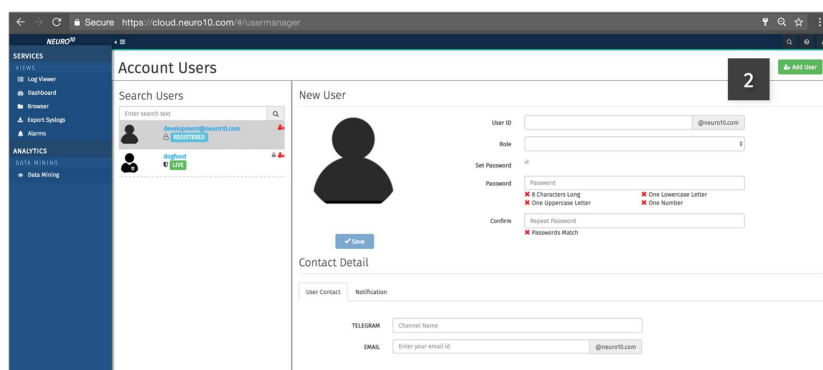 Secure https://cloud.neuro10.com/#/usermanager
NEURO10
SERVICES
VIEWS
Log Viewer
Dashboard
Browser
Export Syslogs
Alarms
ANALYTICS
DATA MINING
Data Mining
Account Users
2
Add User
Search Users
Enter search text
development@neuro10.com
REGISTERED
dogfood
LIVE
New User
User ID
@neuro10.com
Role
Set Password
Password Password
8 Characters Long One Lowercase Letter
One Uppercase Letter One Number
Confirm Repeat Password
Passwords Match
Save
Contact Detail
User Contact Notification
TELEGRAM Channel Name
EMAIL Enter your email id @neuro10.com